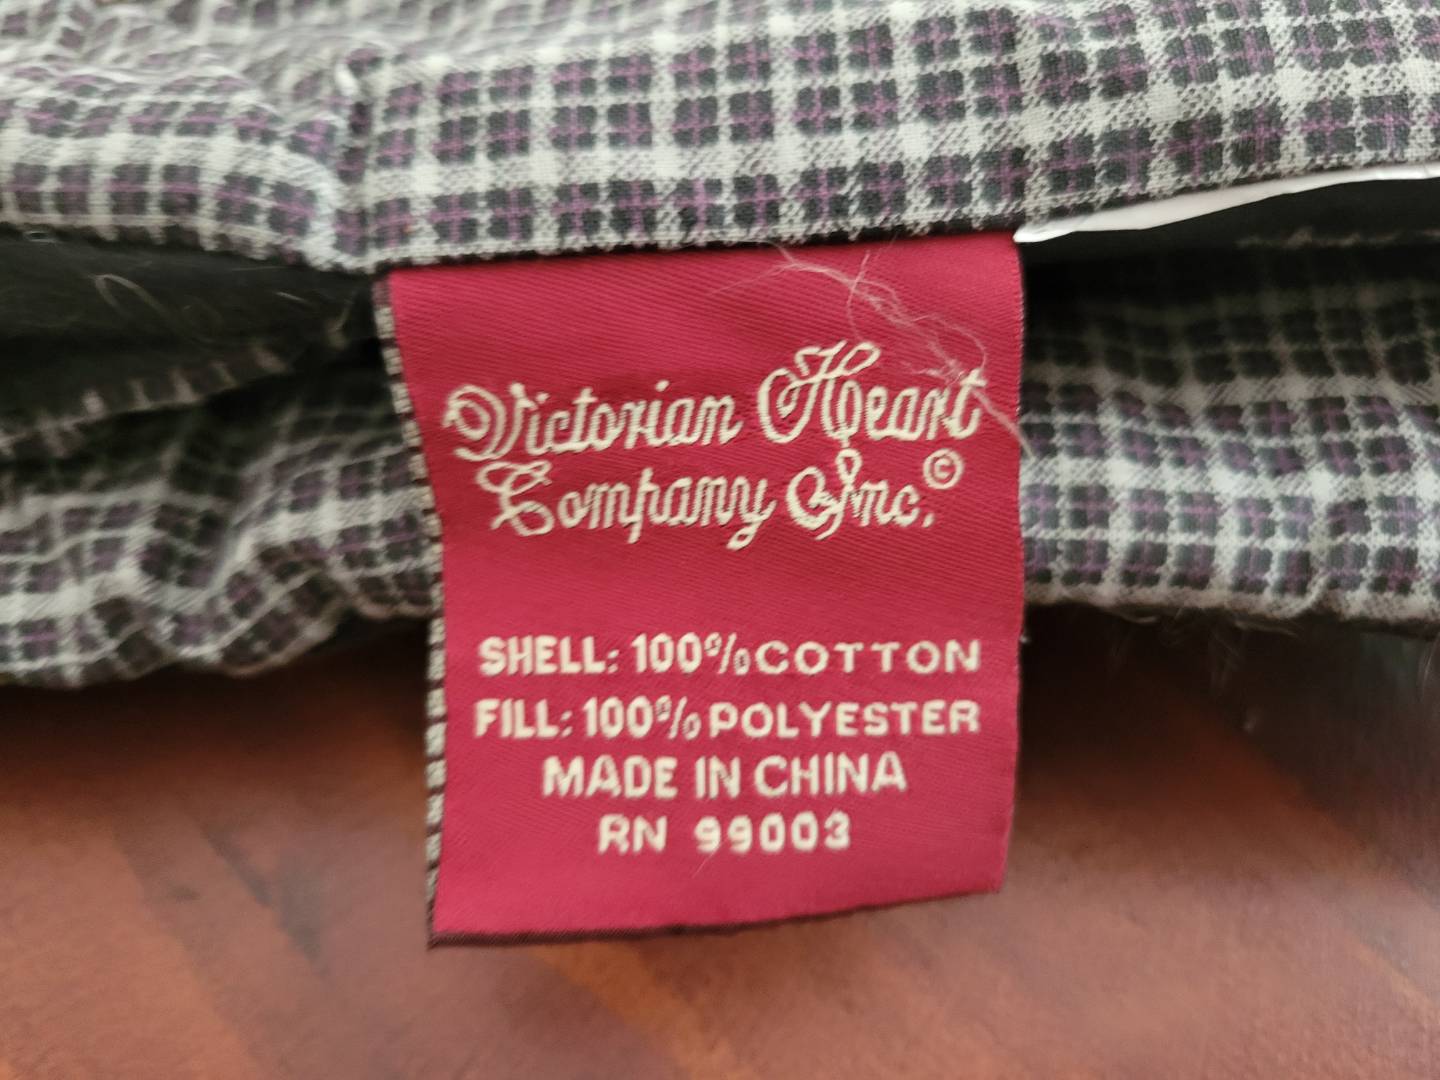 Victorian Heart
Company Inc.©
SHELL: 100% COTTON
FILL: 100% POLYESTER
MADE IN CHINA
RN 99003